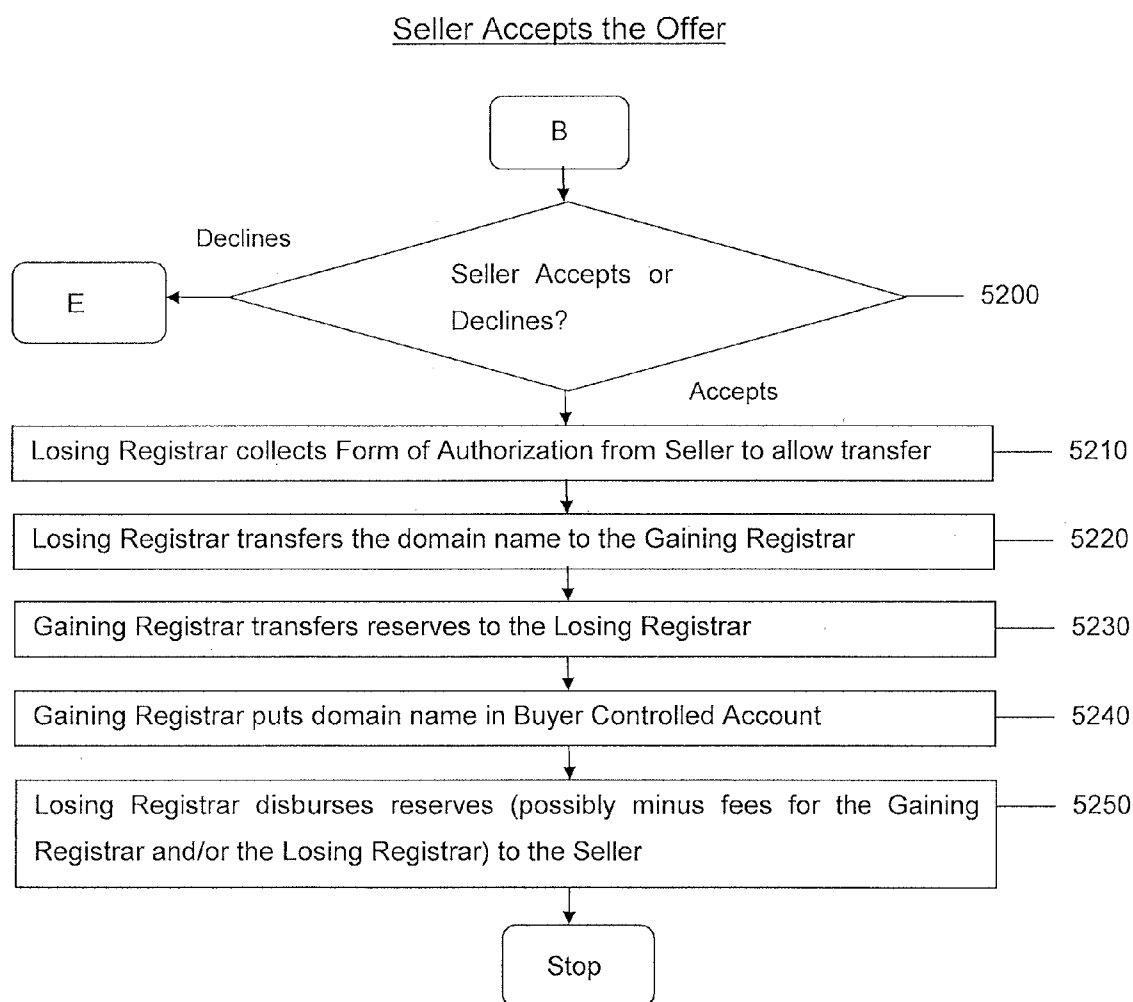 Seller Accepts the Offer
B
Declines
Seller Accepts or
Declines?
E
5200
Accepts
Losing Registrar collects Form of Authorization from Seller to allow transfer
5210
Losing Registrar transfers the domain name to the Gaining Registrar
5220
Gaining Registrar transfers reserves to the Losing Registrar
5230
Gaining Registrar puts domain name in Buyer Controlled Account
5240
Losing Registrar disburses reserves (possibly minus fees for the Gaining
Registrar and/or the Losing Registrar) to the Seller
5250
Stop